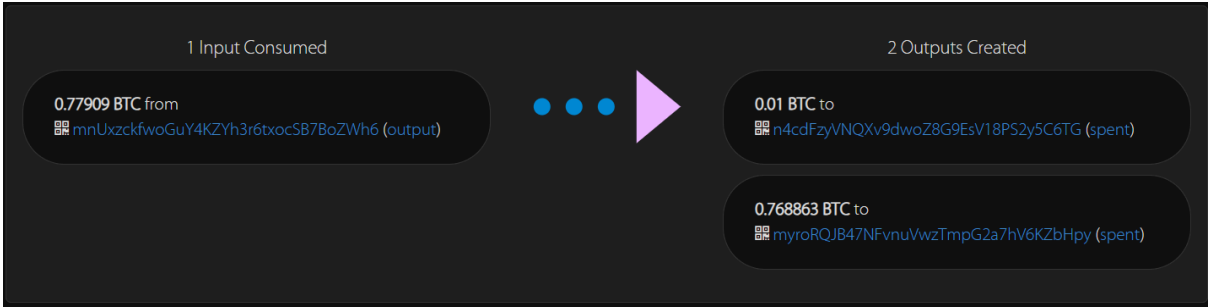 1 Input Consumed
0.77909 BTC from
mnUxzckfwoGuY4KZYh3r6txocSB7BoZWh6 (output)
2 Outputs Created
0.01 BTC to
n4cdFzyVNQXv9dwoZ8G9EsV18PS2y5C6TG (spent)
0.768863 BTC to
myroRQJB47NFvnuVwzTmpG2a7hV6KZbHpy (spent)